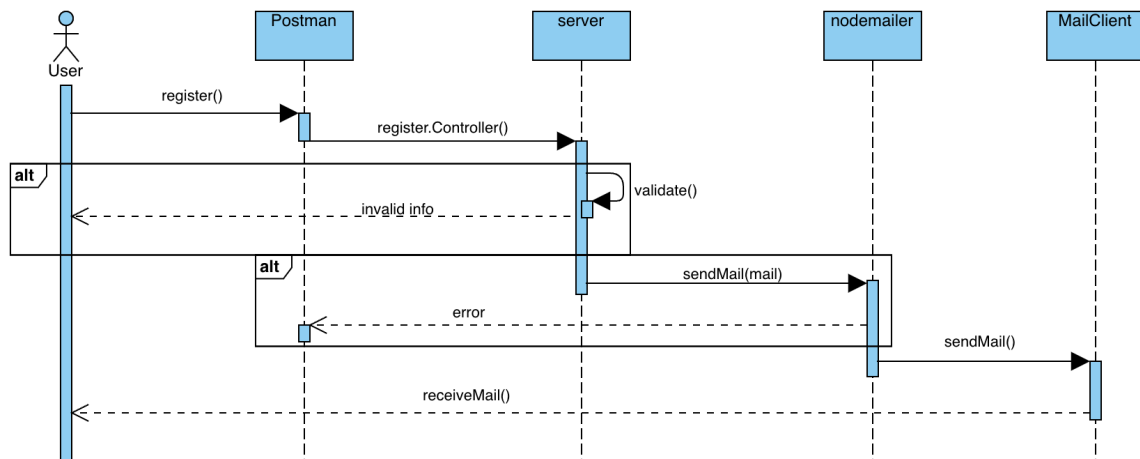 Postman
server
nodemailer
MailClient
User
register()
register.Controller()
alt
validate()
invalid info
alt
sendMail(mail)
error
sendMail()
receiveMail()